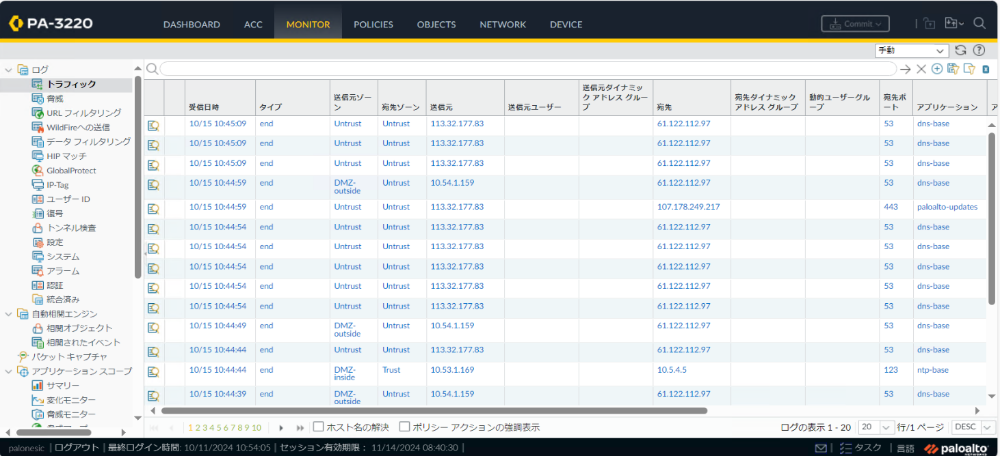 PA-3220 DASHBOARD ACC MONITOR POLICIES OBJECTS NETWORK DEVICE Commit
手動
ログ
トラフィック
脅威
URL フィルタリング
WildFireへの送信
データ フィルタリング
HIP マッチ
GlobalProtect
IP-Tag
ユーザー ID
復号
トンネル検査
設定
システム
アラーム
認証
統合済み
自動相関エンジン
相関オブジェクト
相関されたイベント
パケット キャプチャ
アプリケーション スコープ
サマリー
変化モニター
脅威モニター
受信日時 タイプ 送信元ゾーン 宛先ゾーン 送信元 送信元ユーザー 送信元ダイナミック アドレス グループ 宛先 宛先ダイナミック アドレス グループ 動的ユーザーグループ 宛先ポート アプリケーション ア
10/15 10:45:09 end Untrust Untrust 113.32.177.83 61.122.112.97 53 dns-base
10/15 10:45:09 end Untrust Untrust 113.32.177.83 61.122.112.97 53 dns-base
10/15 10:45:09 end Untrust Untrust 113.32.177.83 61.122.112.97 53 dns-base
10/15 10:44:59 end DMZ-outside Untrust 10.54.1.159 61.122.112.97 53 dns-base
10/15 10:44:59 end Untrust Untrust 113.32.177.83 107.178.249.217 443 paloalto-updates
10/15 10:44:54 end Untrust Untrust 113.32.177.83 61.122.112.97 53 dns-base
10/15 10:44:54 end Untrust Untrust 113.32.177.83 61.122.112.97 53 dns-base
10/15 10:44:54 end Untrust Untrust 113.32.177.83 61.122.112.97 53 dns-base
10/15 10:44:54 end Untrust Untrust 113.32.177.83 61.122.112.97 53 dns-base
10/15 10:44:54 end Untrust Untrust 113.32.177.83 61.122.112.97 53 dns-base
10/15 10:44:49 end DMZ-outside Untrust 10.54.1.159 61.122.112.97 53 dns-base
10/15 10:44:44 end Untrust Untrust 113.32.177.83 61.122.112.97 53 dns-base
10/15 10:44:44 end DMZ-inside Trust 10.53.1.169 10.5.4.5 123 ntp-base
10/15 10:44:39 end DMZ-outside Untrust 10.54.1.159 61.122.112.97 53 dns-base
1 2 3 4 5 6 7 8 9 10 ホスト名の解決 ポリシー アクションの強調表示 ログの表示 1 - 20 20 行/1 ページ DESC
palonesic | ログアウト | 最終ログイン時間: 10/11/2024 10:54:05 | セッション有効期限： 11/14/2024 08:40:30 | タスク | 言語 paloalto NETWORKS